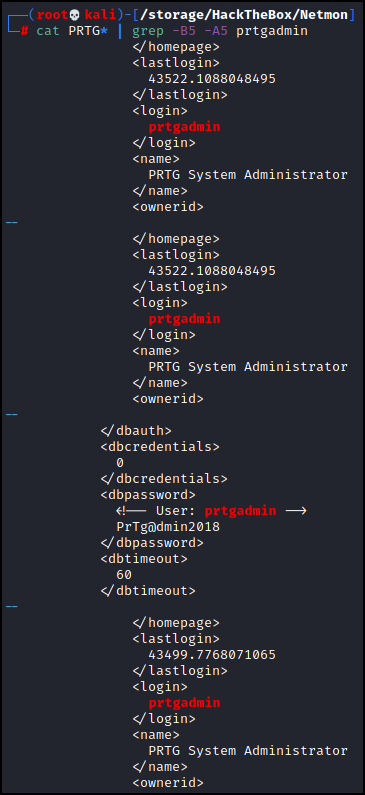 ┌──(root💀kali)-[/storage/HackTheBox/Netmon]
└─# cat PRTG* | grep -B5 -A5 prtgadmin
</homepage>
<lastlogin>
43522.1088048495
</lastlogin>
<login>
prtgadmin
</login>
<name>
PRTG System Administrator
</name>
<ownerid>
--
</homepage>
<lastlogin>
43522.1088048495
</lastlogin>
<login>
prtgadmin
</login>
<name>
PRTG System Administrator
</name>
<ownerid>
--
</dbauth>
<dbcredentials>
0
</dbcredentials>
<dbpassword>
<!-- User: prtgadmin -->
PrTg@dmin2018
</dbpassword>
<dbtimeout>
60
</dbtimeout>
--
</homepage>
<lastlogin>
43499.7768071065
</lastlogin>
<login>
prtgadmin
</login>
<name>
PRTG System Administrator
</name>
<ownerid>